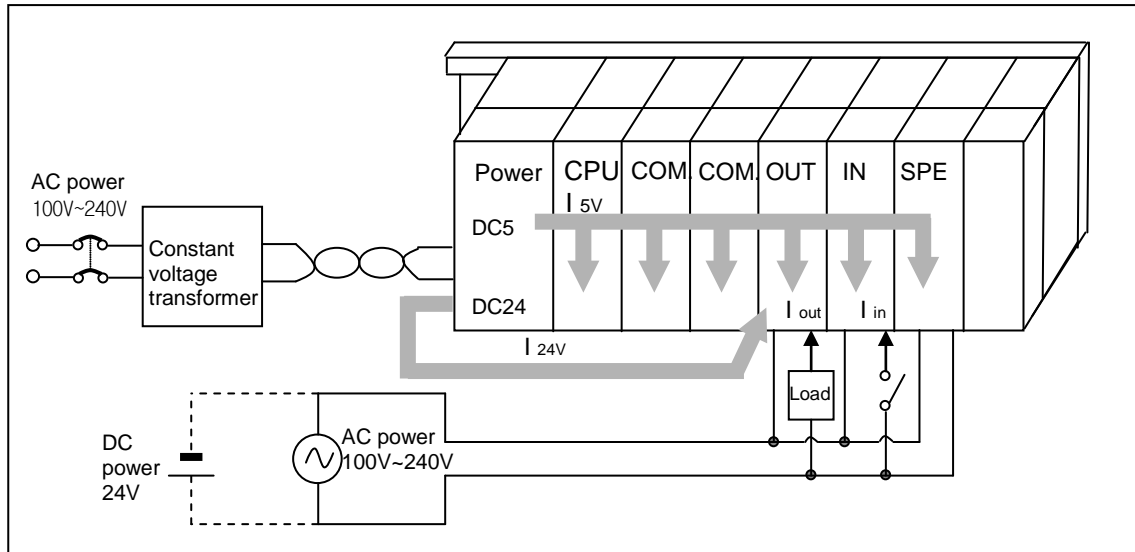 Power
CPU
COM.
COM.
OUT
IN
SPE
I 5V
DC5
DC24
I out
I in
I 24V
AC power
100V~240V
Constant
voltage
transformer
Load
DC
power
24V
AC power
100V~240V